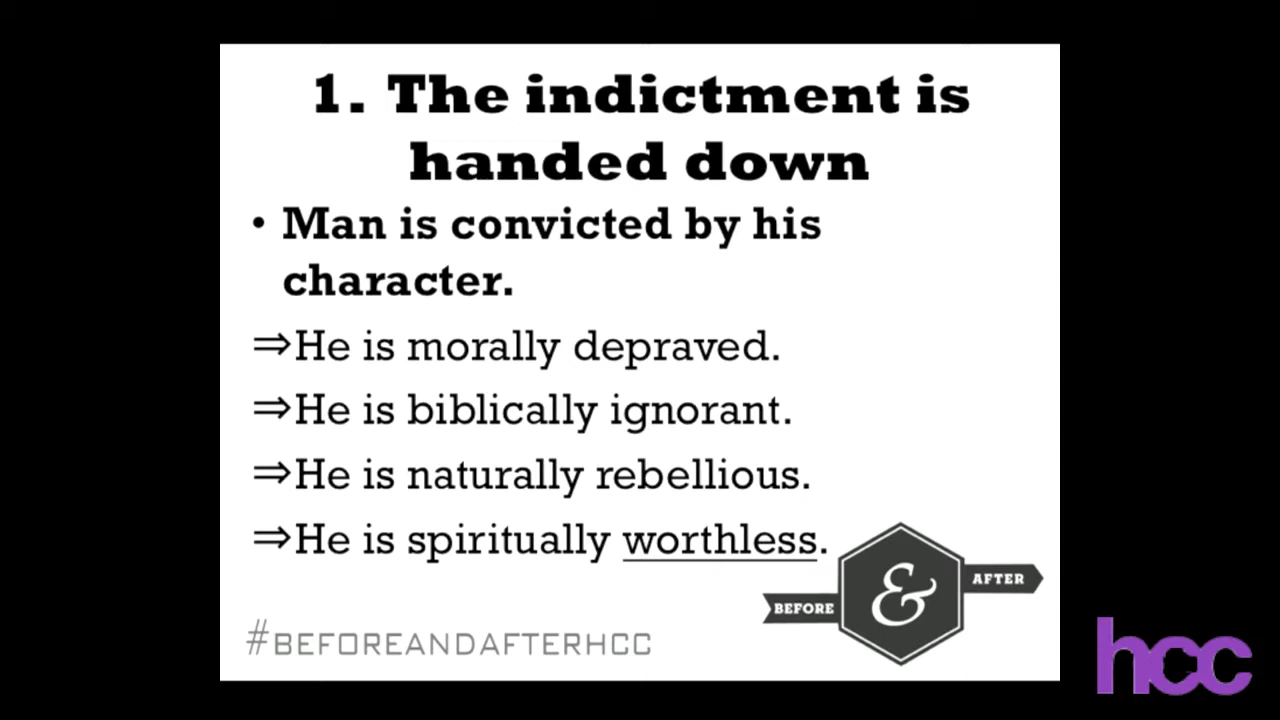 1. The indictment is
handed down
• Man is convicted by his
character.
⇒He is morally depraved.
⇒He is biblically ignorant.
⇒He is naturally rebellious.
⇒He is spiritually worthless.
BEFORE
&
AFTER
#BEFOREANDAFTERHCC
hcc